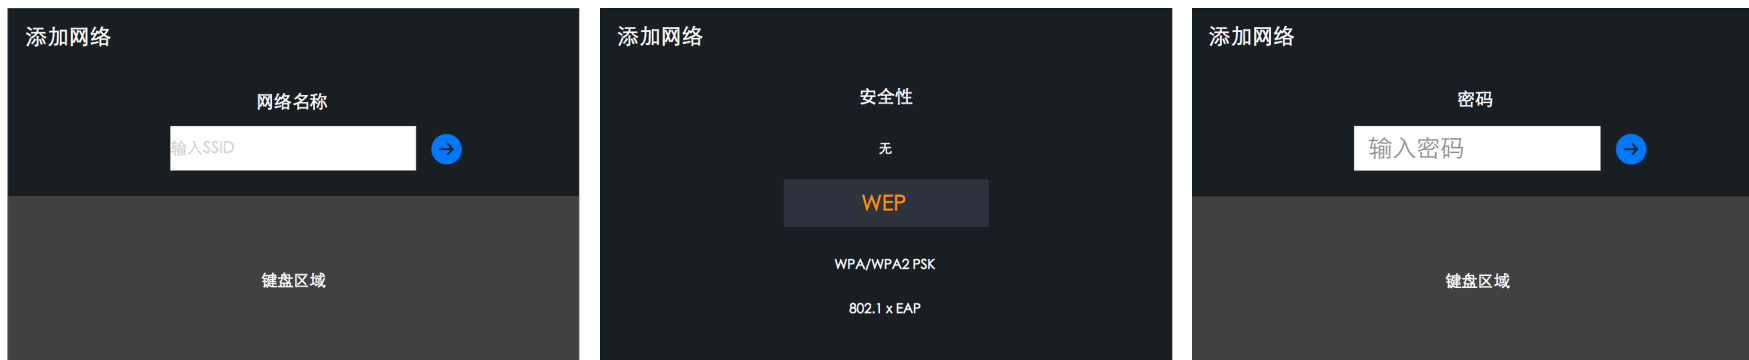 添加网络
网络名称
输入SSID
键盘区域
添加网络
安全性
无
WEP
WPA/WPA2 PSK
802.1 x EAP
添加网络
密码
输入密码
键盘区域